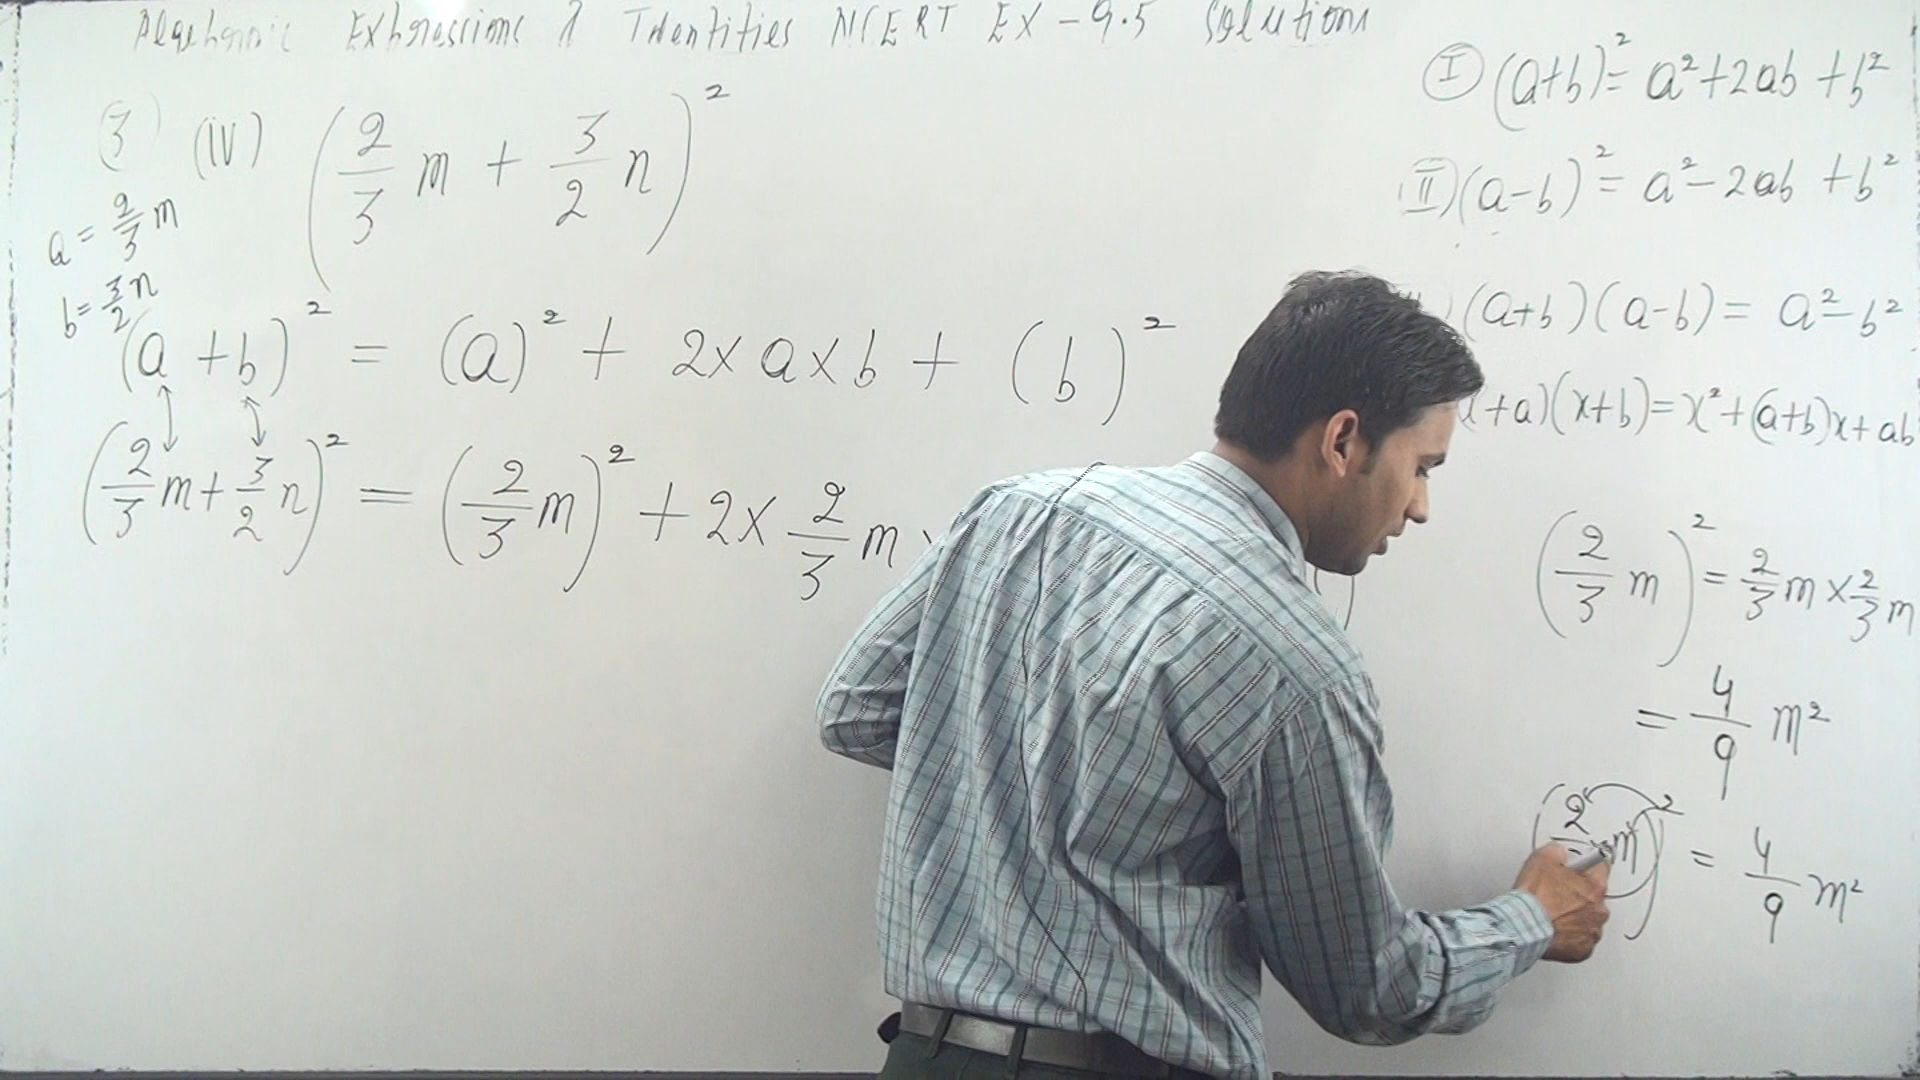 Algebraic Expressions & Identities NCERT EX - 9.5 Solutions
(3) (iv) (2/3 m + 3/2 n)²
a = 2/3 m
b = 3/2 n
(a + b)² = (a)² + 2 × a × b + (b)²
(2/3 m + 3/2 n)² = (2/3 m)² + 2 × 2/3 m
(I) (a+b)² = a² + 2ab + b²
(II) (a-b)² = a² - 2ab + b²
(a+b)(a-b) = a² - b²
+a)(x+b) = x² + (a+b)x + ab
(2/3 m)² = 2/3 m × 2/3 m
= 4/9 m²
(2 m)² = 4/9 m²